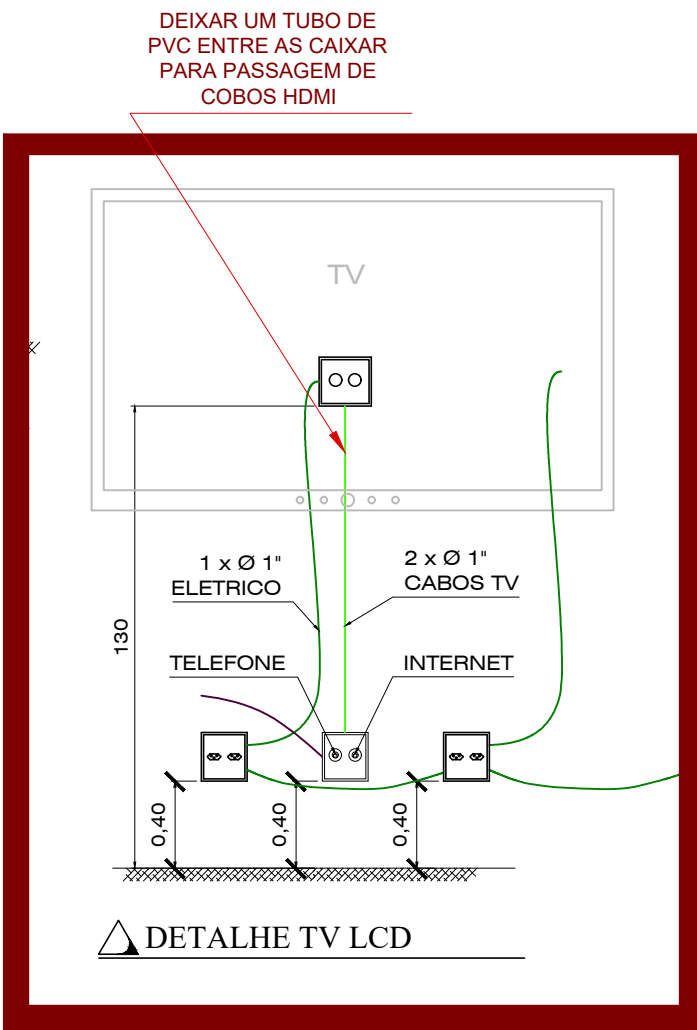 DEIXAR UM TUBO DE
PVC ENTRE AS CAIXAR
PARA PASSAGEM DE
COBOS HDMI
TV
1 x Ø 1"
ELETRICO
2 x Ø 1"
CABOS TV
130
TELEFONE
INTERNET
0,40
0,40
0,40
DETALHE TV LCD